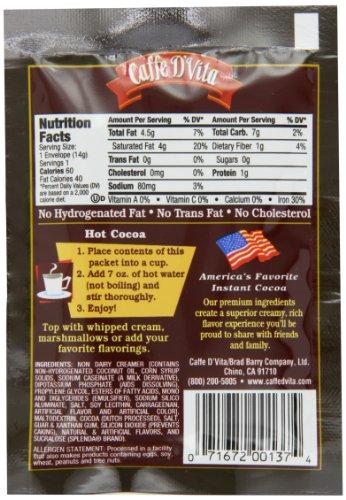 Caffe D'Vita
Nutrition
Facts
Serving Size:
1 Envelope (14g)
Servings 1
Calories 60
Fat Calories 40
*Percent Daily Values (DV)
are based on a 2,000
calorie diet.
Amount Per Serving % DV*
Total Fat 4.5g 7%
Saturated Fat 4g 20%
Trans Fat 0g 0%
Cholesterol 0mg 0%
Sodium 80mg 3%
Amount Per Serving % DV*
Total Carb. 7g 2%
Dietary Fiber 1g 4%
Sugars 0g
Protein 1g
Vitamin A 0% • Vitamin C 0% • Calcium 0% • Iron 30%
No Hydrogenated Fat • No Trans Fat • No Cholesterol
Hot Cocoa
1. Place contents of
this packet into a cup.
2. Add 7 oz. of hot water
(not boiling) and
stir thoroughly.
3. Enjoy!
Top with whipped cream,
marshmallows or add
your favorite flavorings.
America's Favorite
Instant Cocoa
Our premium ingredients
create a superior creamy, rich
flavor experience you'll be
proud to share with friends
and family.
Caffe D'Vita/Brad Barry Company, Ltd.
Chino, CA 91710
(800) 200-5005 • www.caffedvita.com
INGREDIENTS: NON DAIRY CREAMER (CONTAINS
NON-HYDROGENATED COCONUT OIL, CORN SYRUP
SOLIDS, SODIUM CASEINATE (A MILK DERIVATIVE),
DIPOTASSIUM PHOSPHATE (AIDS DISSOLVING),
PROPYLENE GLYCOL ESTERS OF FATTY ACIDS, MONO
AND DIGLYCERIDES (EMULSIFIER), SODIUM SILICO
ALUMINATE, SALT, SOY LECITHIN, CARRAGEENAN,
ARTIFICIAL FLAVOR AND ARTIFICIAL COLOR),
MALTODEXTRIN, COCOA (DUTCH PROCESSED), SALT,
GUAR & XANTHAN GUM, SILICON DIOXIDE (PREVENTS
CAKING), NATURAL & ARTIFICIAL FLAVORS, AND
SUCRALOSE (SPLENDA® BRAND).
ALLERGEN STATEMENT: Processed in a facility
that also makes products containing eggs, soy,
wheat, peanuts and tree nuts.
0 71672 00137 4